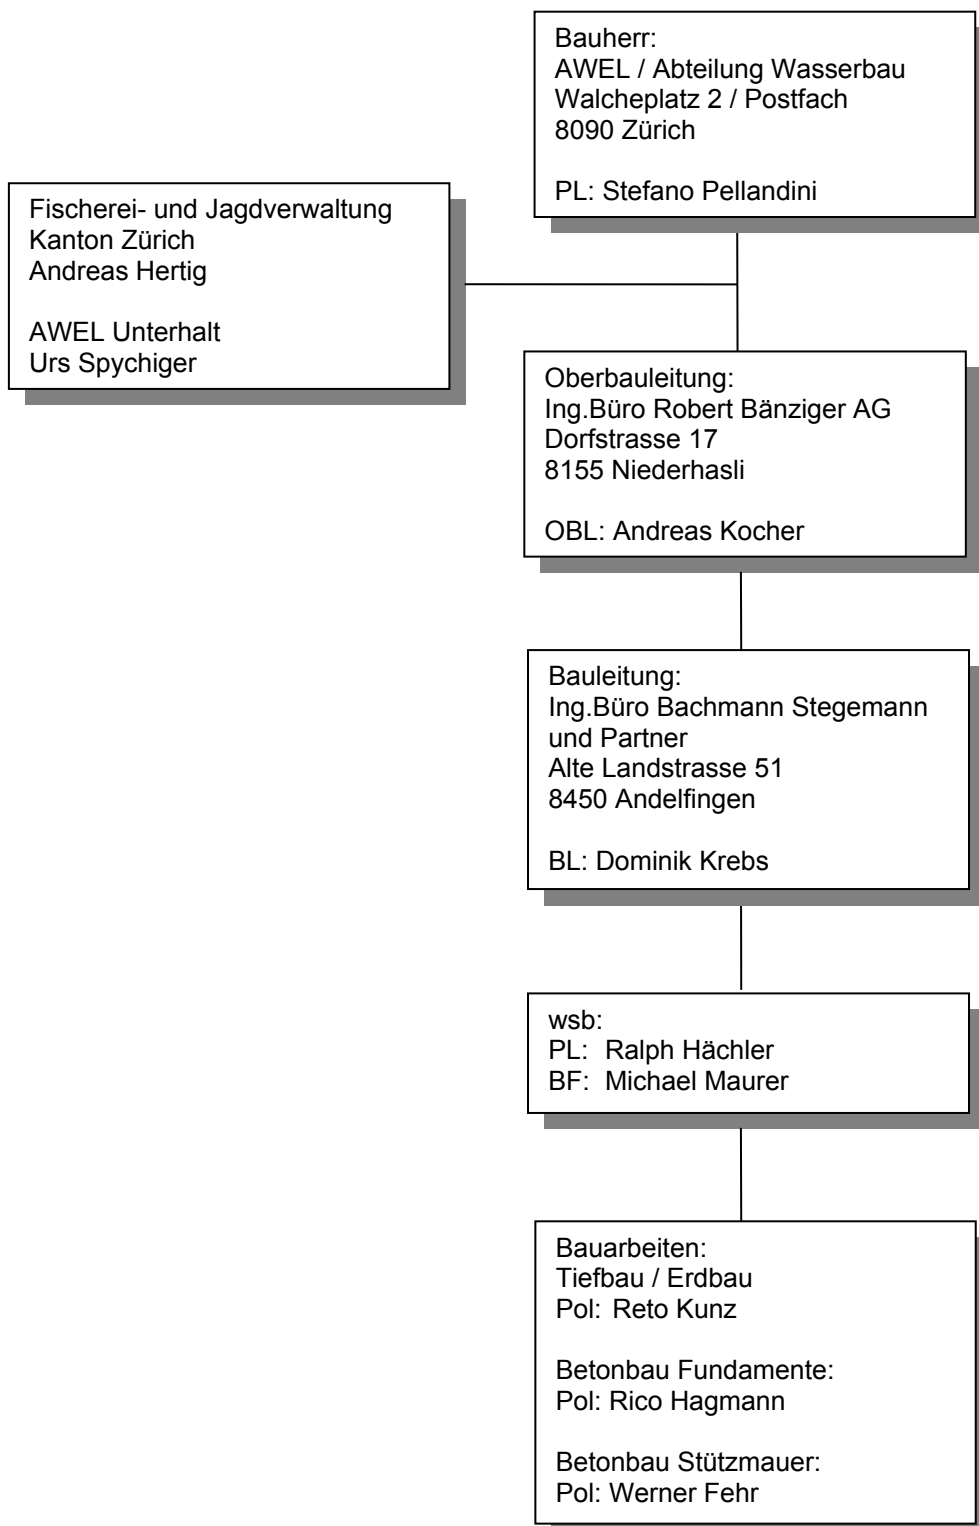 Bauherr:
AWEL / Abteilung Wasserbau
Walcheplatz 2 / Postfach
8090 Zürich
PL: Stefano Pellandini
Fischerei- und Jagdverwaltung
Kanton Zürich
Andreas Hertig
AWEL Unterhalt
Urs Spychiger
Oberbauleitung:
Ing.Büro Robert Bänziger AG
Dorfstrasse 17
8155 Niederhasli
OBL: Andreas Kocher
Bauleitung:
Ing.Büro Bachmann Stegemann
und Partner
Alte Landstrasse 51
8450 Andelfingen
BL: Dominik Krebs
wsb:
PL: Ralph Hächler
BF: Michael Maurer
Bauarbeiten:
Tiefbau / Erdbau
Pol: Reto Kunz
Betonbau Fundamente:
Pol: Rico Hagmann
Betonbau Stützmauer:
Pol: Werner Fehr